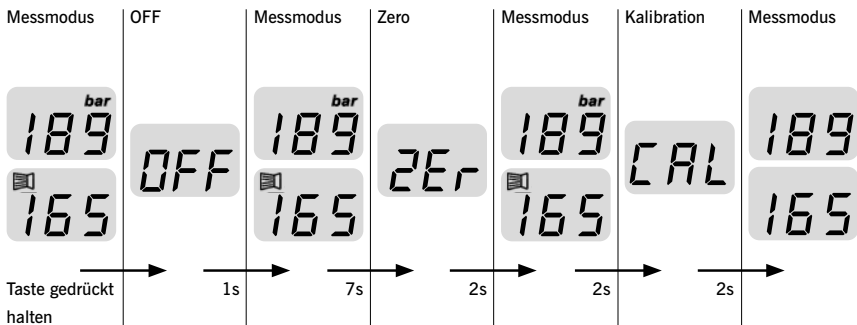 Messmodus OFF Messmodus Zero Messmodus Kalibration Messmodus
bar bar bar
189 189 189 189
OFF 2Er CAL
165 165 165 165
Taste gedrückt 1s 7s 2s 2s 2s
halten